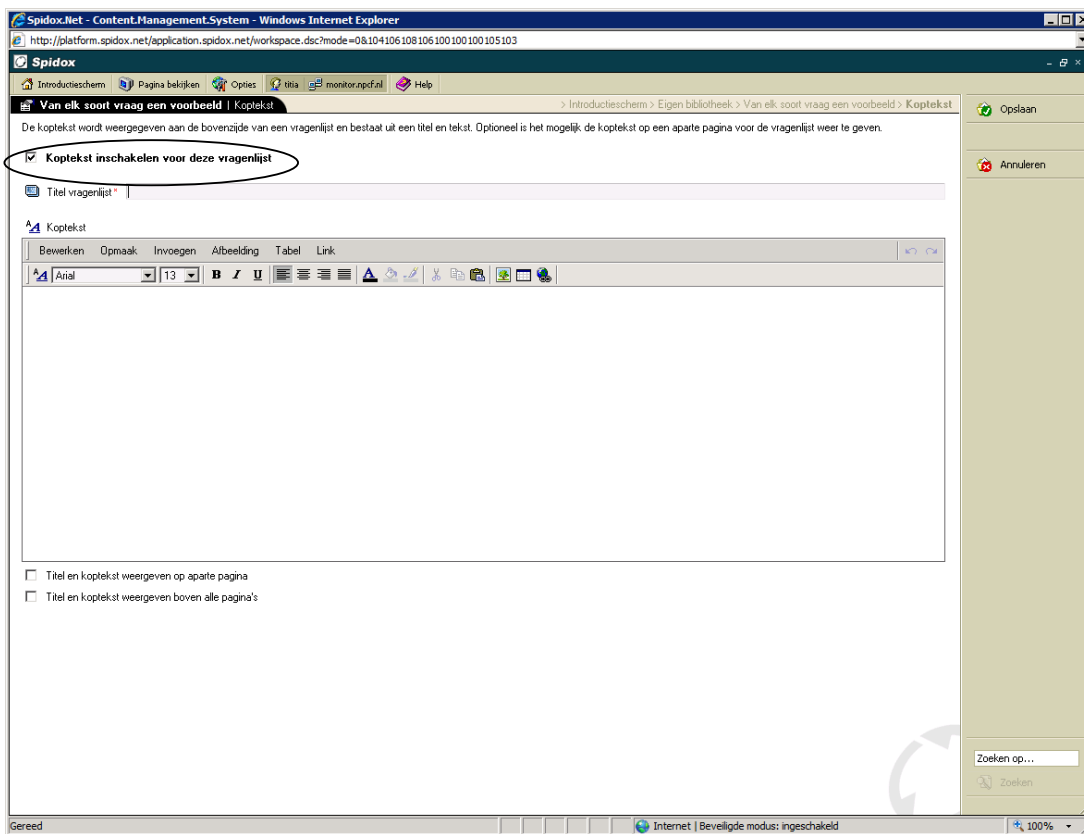 Spidox.Net - Content.Management.System - Windows Internet Explorer
http://platform.spidox.net/application.spidox.net/workspace.dsc?mode=0&104106108106100100100105103
Spidox
Introductiescherm Pagina bekijken Opties titia monitor.npcf.nl Help
Van elk soort vraag een voorbeeld | Koptekst > Introductiescherm > Eigen bibliotheek > Van elk soort vraag een voorbeeld > Koptekst
Opslaan
De koptekst wordt weergegeven aan de bovenzijde van een vragenlijst en bestaat uit een titel en tekst. Optioneel is het mogelijk de koptekst op een aparte pagina voor de vragenlijst weer te geven.
Koptekst inschakelen voor deze vragenlijst
Annuleren
Titel vragenlijst *
Koptekst
Bewerken Opmaak Invoegen Afbeelding Tabel Link
Arial 13 B I U A
Titel en koptekst weergeven op aparte pagina
Titel en koptekst weergeven boven alle pagina's
Zoeken op...
Zoeken
Gereed Internet | Beveiligde modus: ingeschakeld 100%